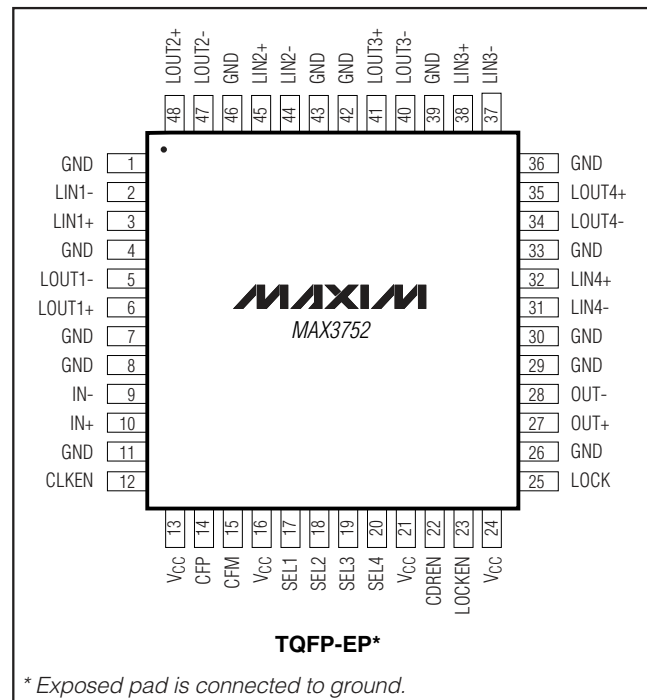 LOUT2+ LOUT2- GND LIN2+ LIN2- GND GND LOUT3+ LOUT3- GND LIN3+ LIN3-
48 47 46 45 44 43 42 41 40 39 38 37
GND 1
LIN1- 2
LIN1+ 3
GND 4
LOUT1- 5
LOUT1+ 6
GND 7
GND 8
IN- 9
IN+ 10
GND 11
CLKEN 12
MAXIM
MAX3752
36 GND
35 LOUT4+
34 LOUT4-
33 GND
32 LIN4+
31 LIN4-
30 GND
29 GND
28 OUT-
27 OUT+
26 GND
25 LOCK
13 14 15 16 17 18 19 20 21 22 23 24
VCC CFP CFM VCC SEL1 SEL2 SEL3 SEL4 VCC CDREN LOCKEN VCC
TQFP-EP*
* Exposed pad is connected to ground.